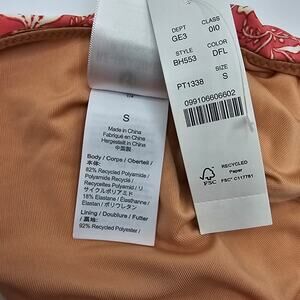 DEPT CLASS
GE3 0I0
STYLE COLOR
BH553 DFL
SIZE
PT1338 S
099106606602
RECYCLED
Paper
FSC
FSC® C117781
S
Made in China
Fabriqué en Chine
Hergestellt in China
中国製
Body / Corps / Oberteil /
本体:
82% Recycled Polyamide /
Polyamide Recyclé /
Recyceltes Polyamid / リ
サイクルポリアミド
18% Elastane / Élasthanne /
Elastan / ポリウレタン
Lining / Doublure / Futter /
裏地:
92% Recycled Polyester /